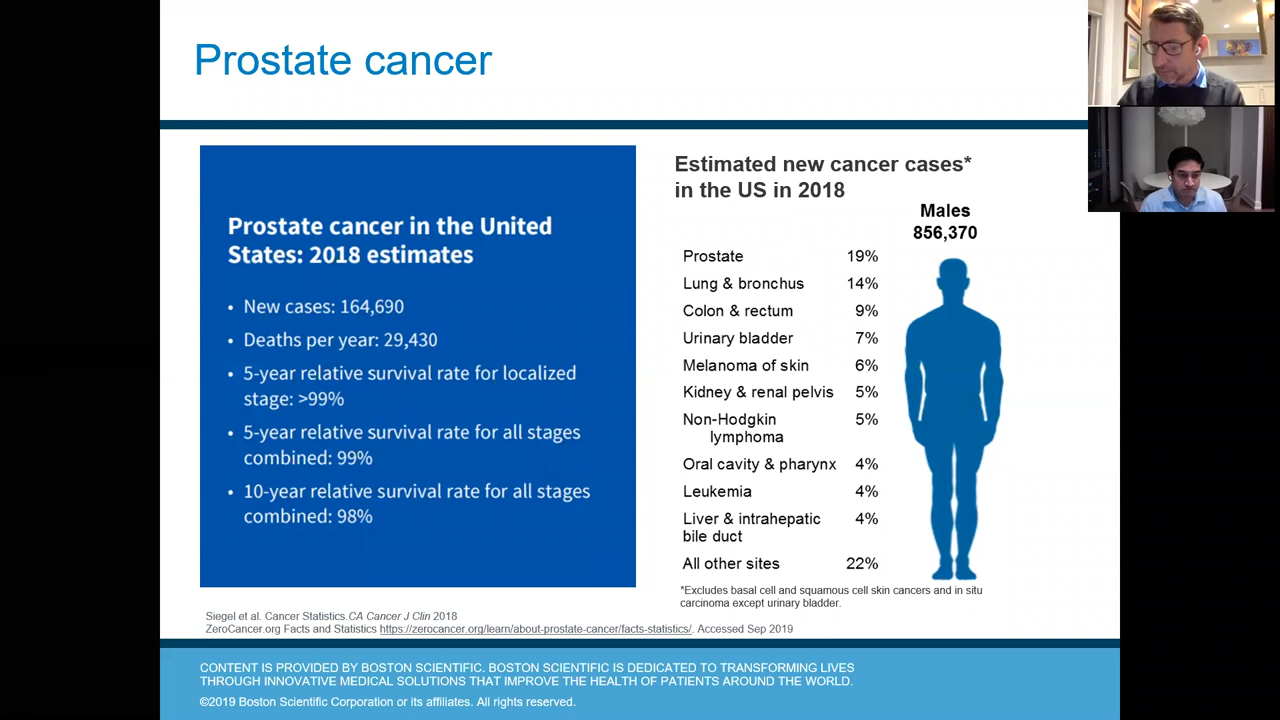 Prostate cancer
Prostate cancer in the United
States: 2018 estimates
• New cases: 164,690
• Deaths per year: 29,430
• 5-year relative survival rate for localized
stage: >99%
• 5-year relative survival rate for all stages
combined: 99%
• 10-year relative survival rate for all stages
combined: 98%
Estimated new cancer cases*
in the US in 2018
Males
856,370
Prostate 19%
Lung & bronchus 14%
Colon & rectum 9%
Urinary bladder 7%
Melanoma of skin 6%
Kidney & renal pelvis 5%
Non-Hodgkin 5%
lymphoma
Oral cavity & pharynx 4%
Leukemia 4%
Liver & intrahepatic 4%
bile duct
All other sites 22%
*Excludes basal cell and squamous cell skin cancers and in situ
carcinoma except urinary bladder.
Siegel et al. Cancer Statistics.CA Cancer J Clin 2018
ZeroCancer.org Facts and Statistics https://zerocancer.org/learn/about-prostate-cancer/facts-statistics/. Accessed Sep 2019
CONTENT IS PROVIDED BY BOSTON SCIENTIFIC. BOSTON SCIENTIFIC IS DEDICATED TO TRANSFORMING LIVES
THROUGH INNOVATIVE MEDICAL SOLUTIONS THAT IMPROVE THE HEALTH OF PATIENTS AROUND THE WORLD.
©2019 Boston Scientific Corporation or its affiliates. All rights reserved.